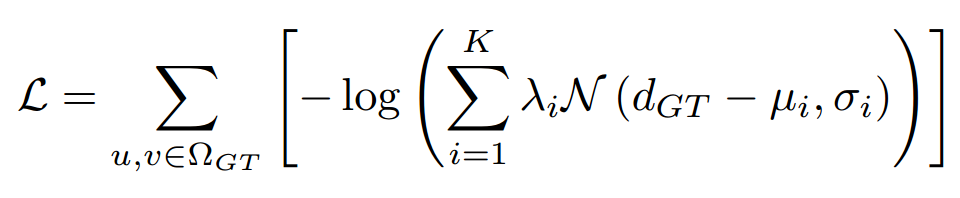 $$\mathcal{L} = \sum_{u,v \in \Omega_{GT}} \left[ -\log \left( \sum_{i=1}^{K} \lambda_i \mathcal{N}\left(d_{GT} - \mu_i, \sigma_i\right) \right) \right]$$